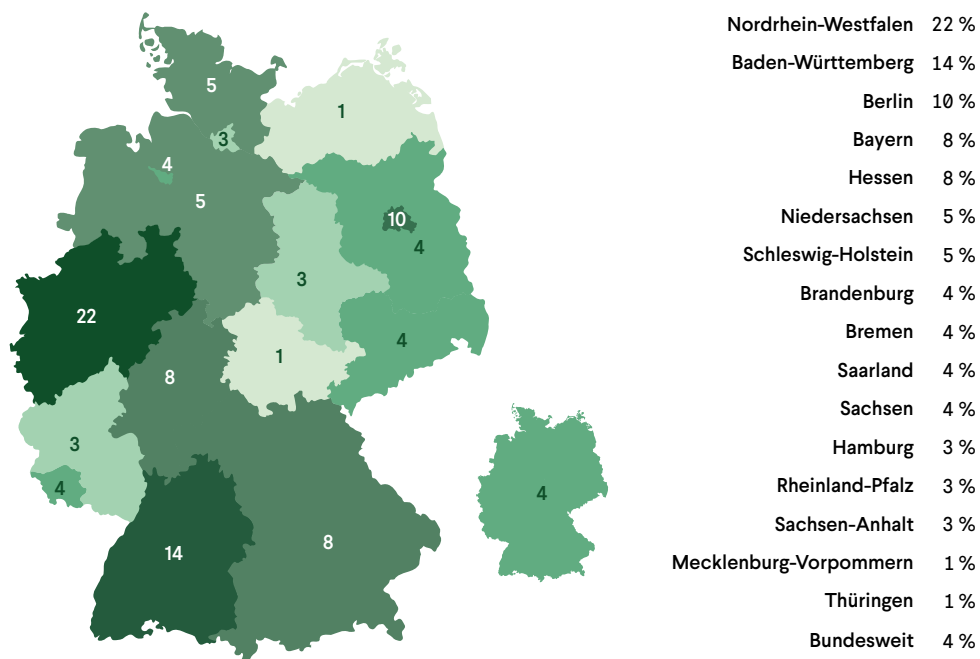 5
1
3
4
5
10
4
3
22
4
1
8
3
4
4
14
8
Nordrhein-Westfalen 22 %
Baden-Württemberg 14 %
Berlin 10 %
Bayern 8 %
Hessen 8 %
Niedersachsen 5 %
Schleswig-Holstein 5 %
Brandenburg 4 %
Bremen 4 %
Saarland 4 %
Sachsen 4 %
Hamburg 3 %
Rheinland-Pfalz 3 %
Sachsen-Anhalt 3 %
Mecklenburg-Vorpommern 1 %
Thüringen 1 %
Bundesweit 4 %